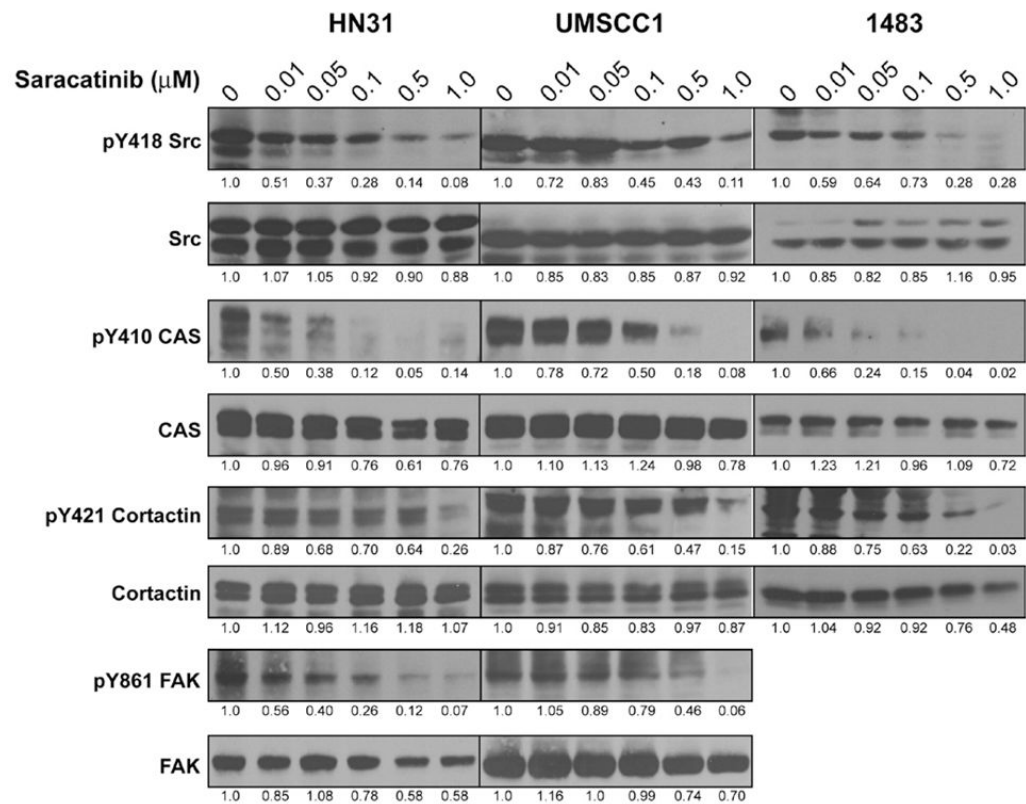 HN31 UMSCC1 1483
Saracatinib (μM) 0 0.01 0.05 0.1 0.5 1.0 0 0.01 0.05 0.1 0.5 1.0 0 0.01 0.05 0.1 0.5 1.0
pY418 Src
1.0 0.51 0.37 0.28 0.14 0.08 1.0 0.72 0.83 0.45 0.43 0.11 1.0 0.59 0.64 0.73 0.28 0.28
Src
1.0 1.07 1.05 0.92 0.90 0.88 1.0 0.85 0.83 0.85 0.87 0.92 1.0 0.85 0.82 0.85 1.16 0.95
pY410 CAS
1.0 0.50 0.38 0.12 0.05 0.14 1.0 0.78 0.72 0.50 0.18 0.08 1.0 0.66 0.24 0.15 0.04 0.02
CAS
1.0 0.96 0.91 0.76 0.61 0.76 1.0 1.10 1.13 1.24 0.98 0.78 1.0 1.23 1.21 0.96 1.09 0.72
pY421 Cortactin
1.0 0.89 0.68 0.70 0.64 0.26 1.0 0.87 0.76 0.61 0.47 0.15 1.0 0.88 0.75 0.63 0.22 0.03
Cortactin
1.0 1.12 0.96 1.16 1.18 1.07 1.0 0.91 0.85 0.83 0.97 0.87 1.0 1.04 0.92 0.92 0.76 0.48
pY861 FAK
1.0 0.56 0.40 0.26 0.12 0.07 1.0 1.05 0.89 0.79 0.46 0.06
FAK
1.0 0.85 1.08 0.78 0.58 0.58 1.0 1.16 1.0 0.99 0.74 0.70